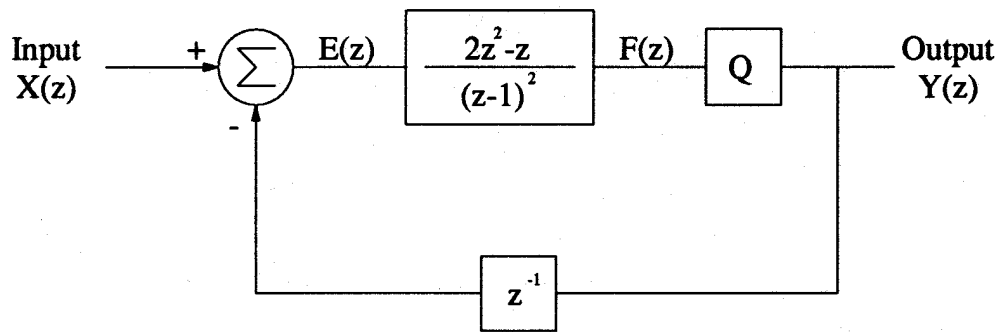 Input
X(z)
+
Σ
-
E(z)
2z²-z
(z-1)²
F(z)
Q
Output
Y(z)
z⁻¹